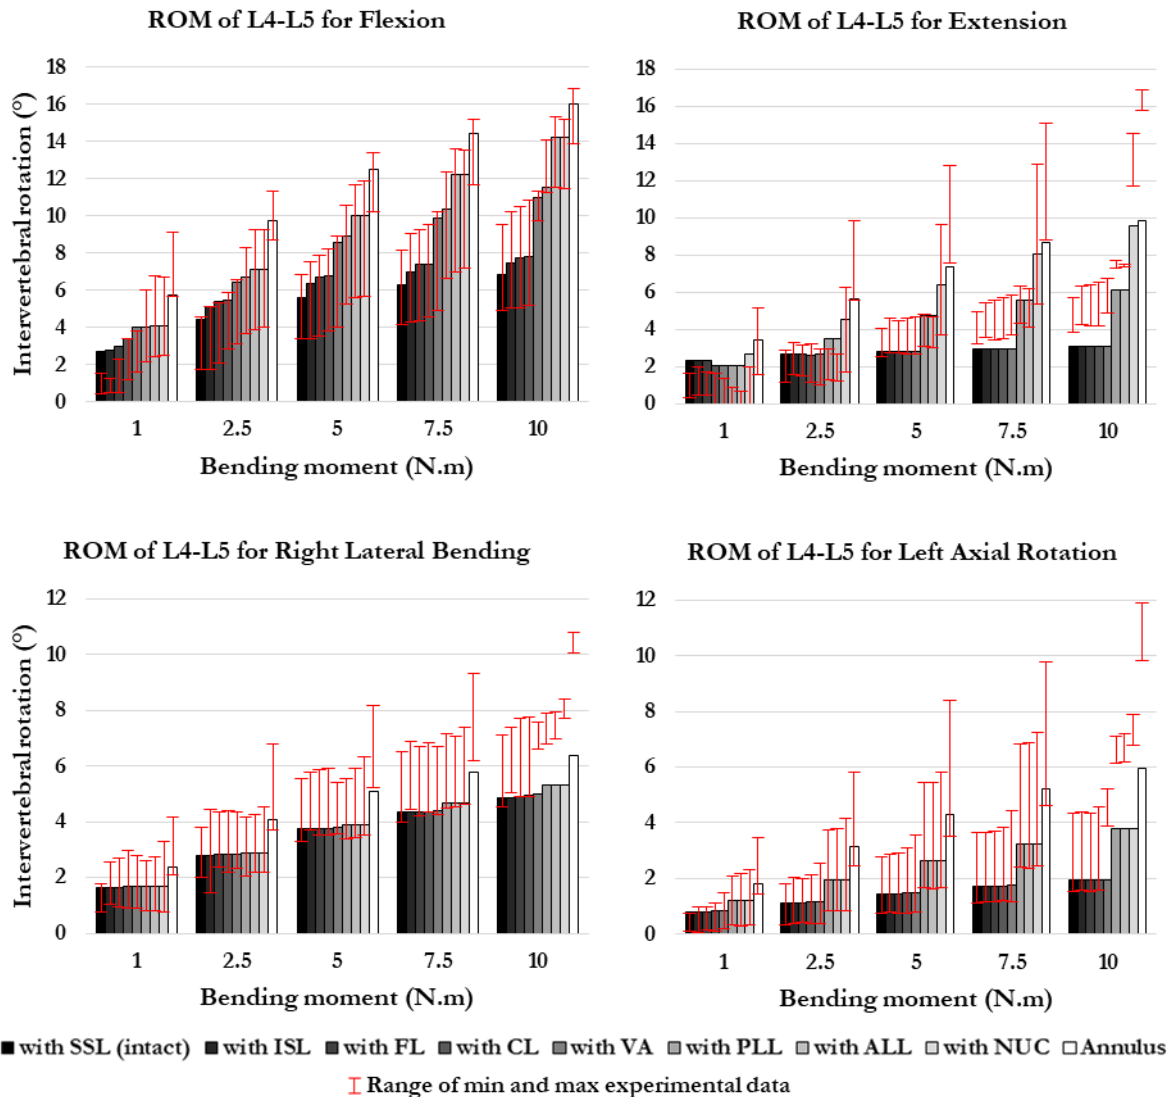 ROM of L4-L5 for Flexion
Intervertebral rotation (°)
18
16
14
12
10
8
6
4
2
0
1 2.5 5 7.5 10
Bending moment (N.m)
ROM of L4-L5 for Extension
18
16
14
12
10
8
6
4
2
0
1 2.5 5 7.5 10
Bending moment (N.m)
ROM of L4-L5 for Right Lateral Bending
Intervertebral rotation (°)
12
10
8
6
4
2
0
1 2.5 5 7.5 10
Bending moment (N.m)
ROM of L4-L5 for Left Axial Rotation
12
10
8
6
4
2
0
1 2.5 5 7.5 10
Bending moment (N.m)
with SSL (intact) with ISL with FL with CL with VA with PLL with ALL with NUC Annulus
Range of min and max experimental data